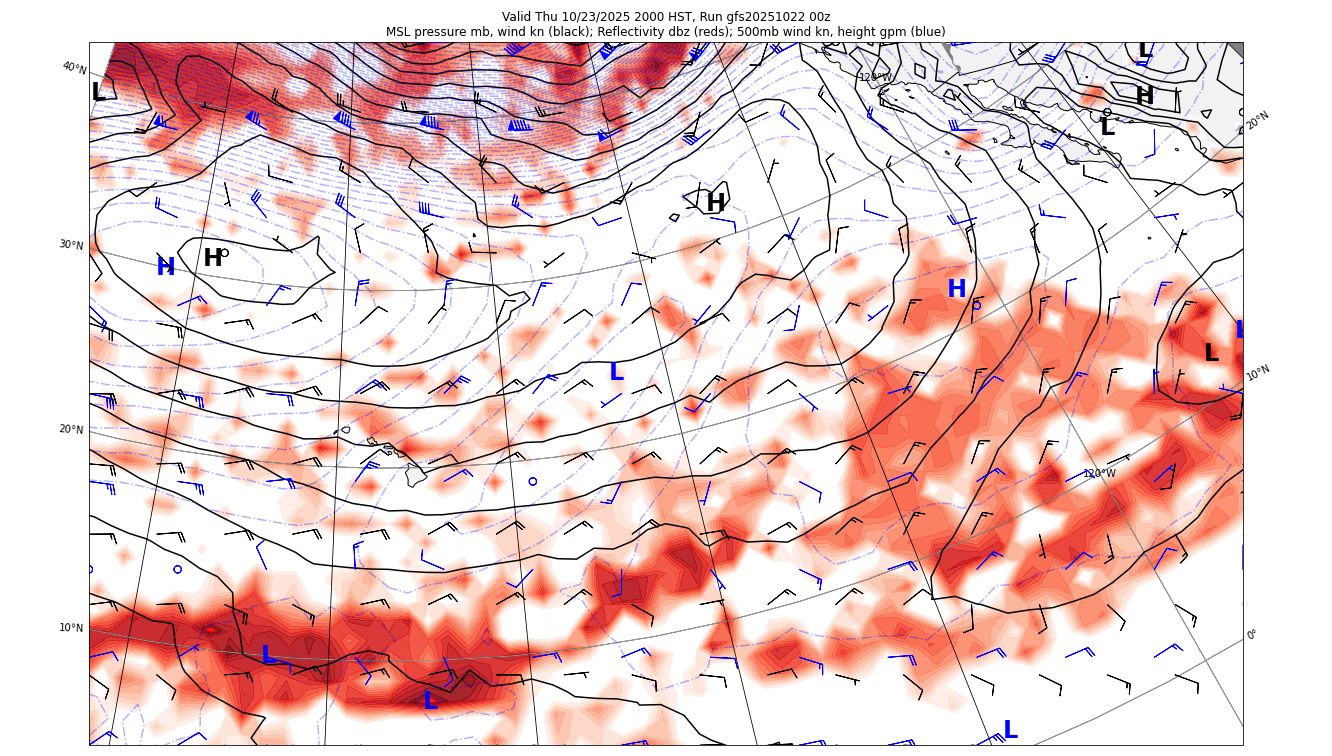 Valid Thu 10/23/2025 2000 HST, Run gfs20251022 00z
MSL pressure mb, wind kn (black); Reflectivity dbz (reds); 500mb wind kn, height gpm (blue)
L
40°N
120°W
L
H
L
20°N
H
30°N
H
H
H
L
L
L
10°N
20°N
120°W
10°N
0°
L
L
L